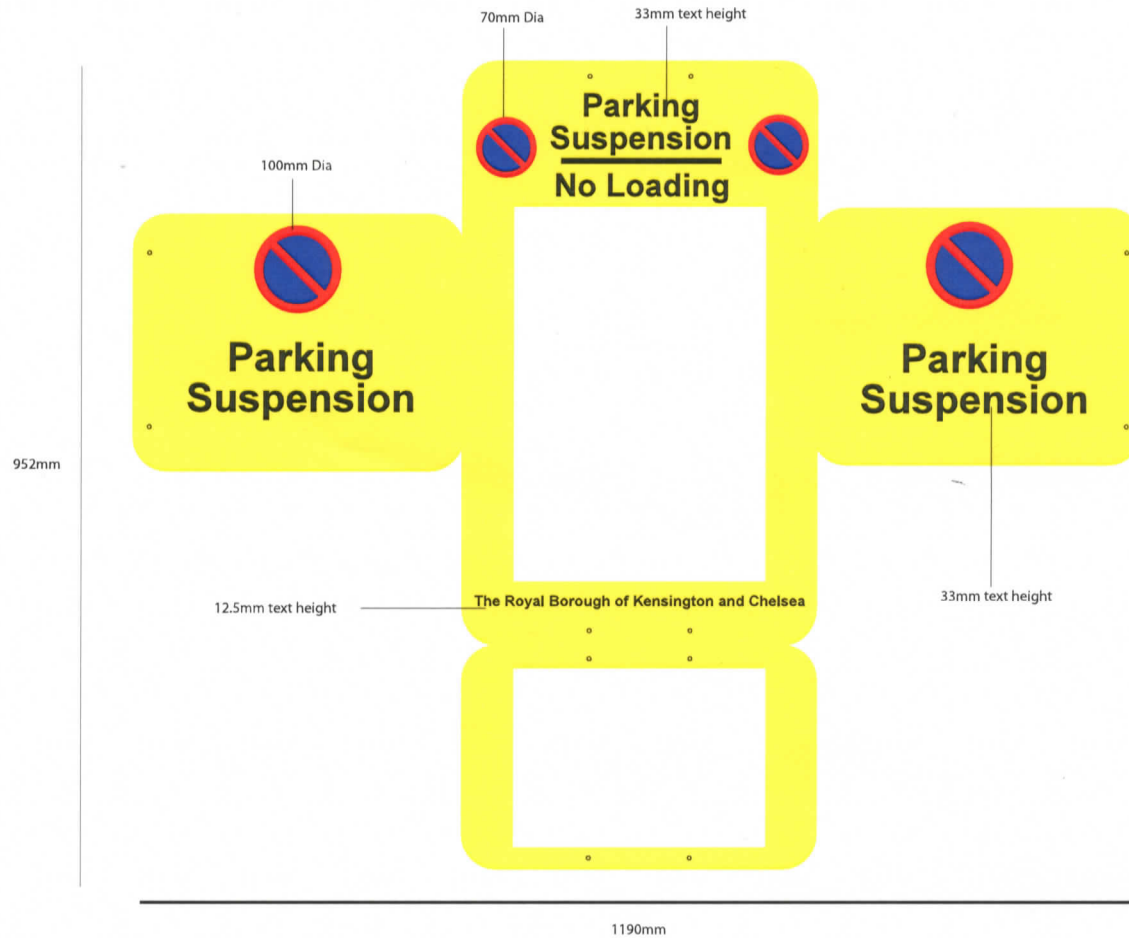 70mm Dia
33mm text height
Parking
Suspension
No Loading
100mm Dia
Parking
Suspension
Parking
Suspension
952mm
12.5mm text height
The Royal Borough of Kensington and Chelsea
33mm text height
1190mm